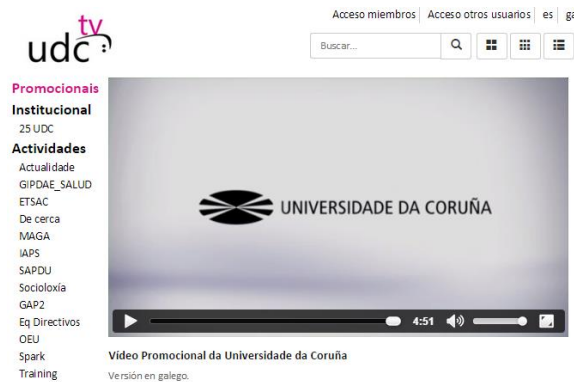 Acceso miembros Acceso otros usuarios es ga
udc tv
Buscar...
Promocionais
Institucional
25 UDC
Actividades
Actualidade
GIPDAE_SALUD
ETSAC
De cerca
MAGA
IAPS
SAPDU
Socioloxía
GAP2
Eq Directivos
OEU
Spark
Training
UNIVERSIDADE DA CORUÑA
4:51
Vídeo Promocional da Universidade da Coruña
Versión en galego.